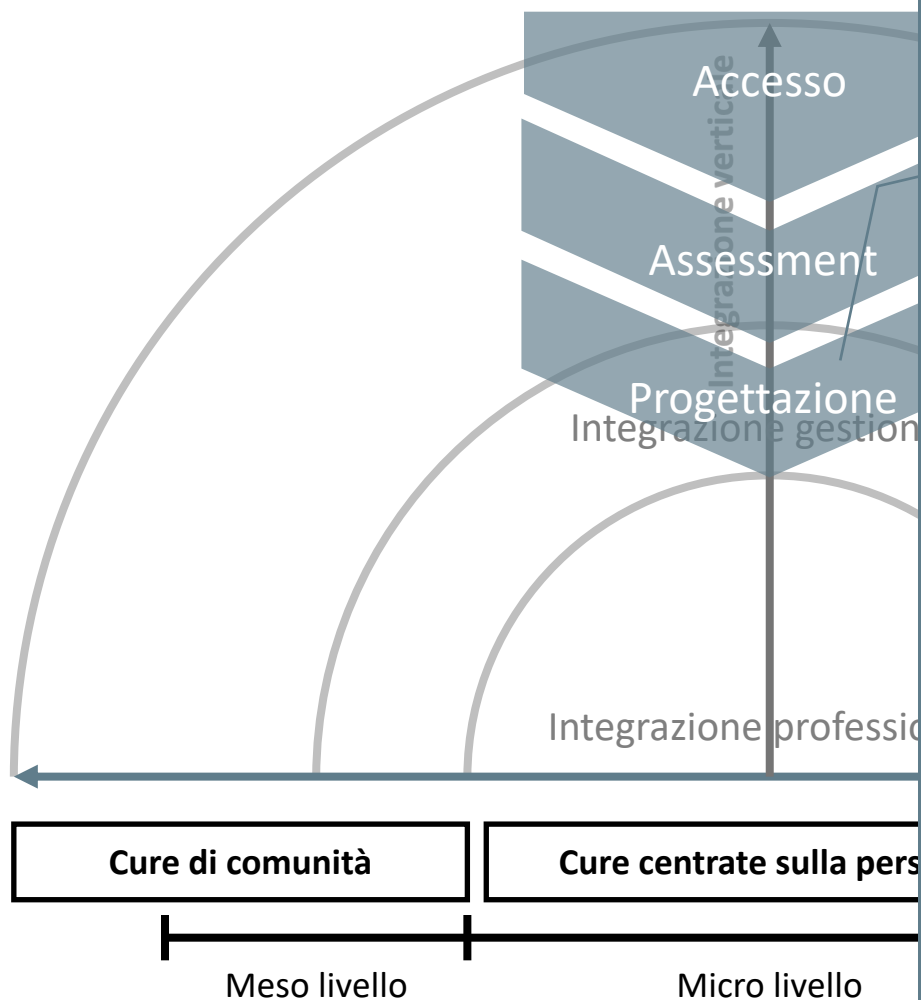 Accesso
Integrazione verticale
Assessment
Progettazione
Integrazione gestion
Integrazione professio
Cure di comunità
Cure centrate sulla pers
Meso livello
Micro livello